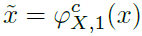 x̃ = φ^c_{X,1}(x)